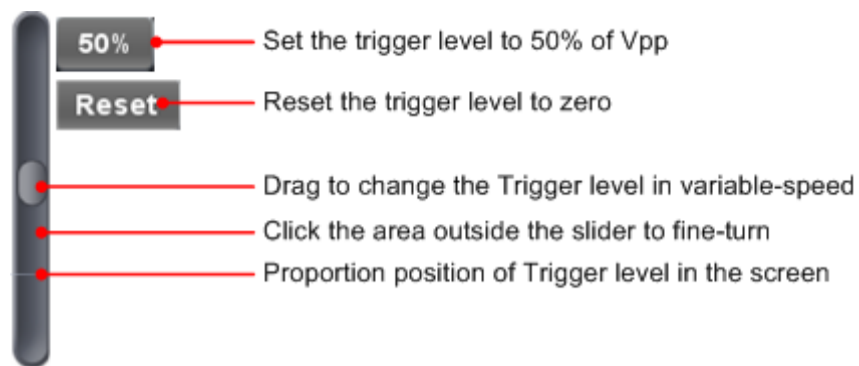 50% Set the trigger level to 50% of Vpp
Reset Reset the trigger level to zero
Drag to change the Trigger level in variable-speed
Click the area outside the slider to fine-turn
Proportion position of Trigger level in the screen